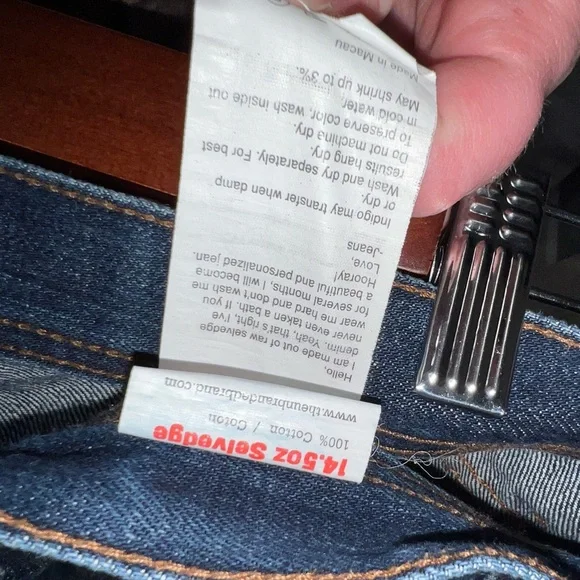 14.5oz Selvedge
100% Cotton / Coton
www.theunbrandedbrand.com
Hello,
I am made out of raw selvedge
denim. Yeah, that's right, I've
never even taken a bath. If you
wear me hard and don't wash me
for several months, I will become
a beautiful and personalized jean.
Hooray!
Love,
-Jeans
Indigo may transfer when damp
or dry.
Wash and dry separately. For best
results hang dry.
Do not machine dry.
To preserve color, wash inside out
in cold water.
May shrink up to 3%.
Made in Macau